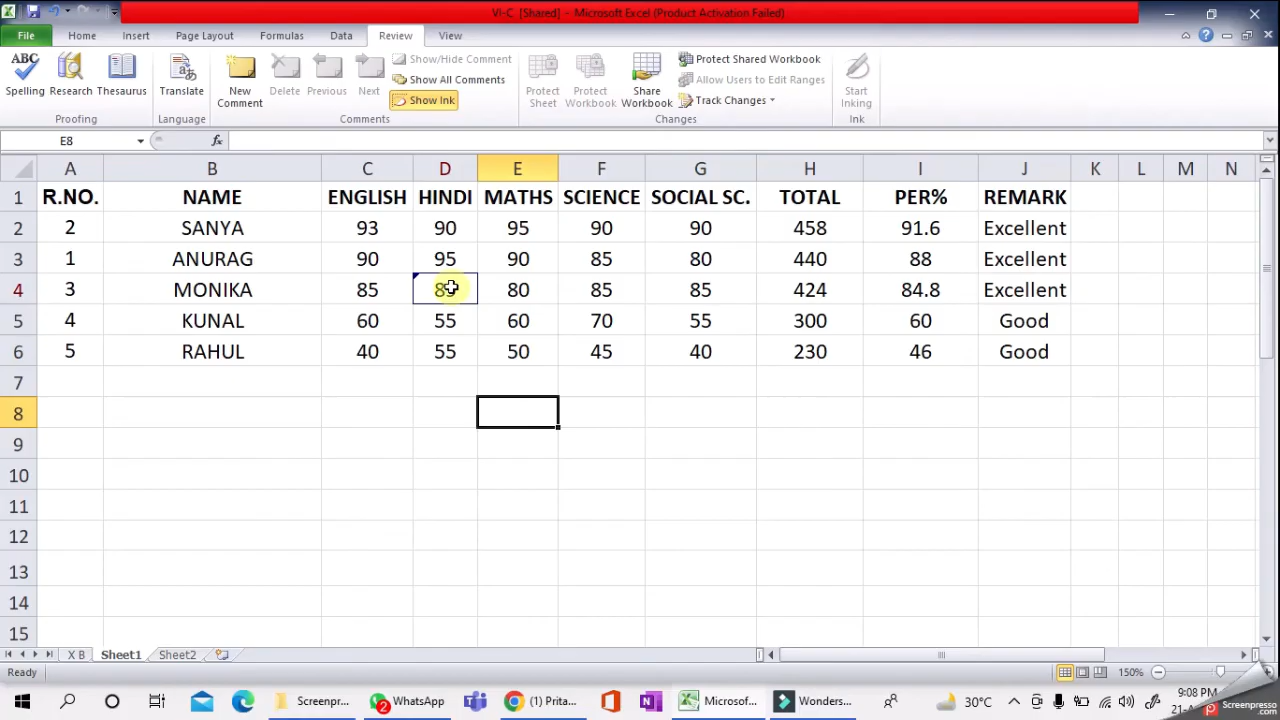 VI-C [Shared] - Microsoft Excel (Product Activation Failed)
File Home Insert Page Layout Formulas Data Review View
ABC
Spelling Research Thesaurus Translate New Comment Delete Previous Next
Show/Hide Comment
Show All Comments
Show Ink
Protect Sheet Protect Workbook Share Workbook
Protect Shared Workbook
Allow Users to Edit Ranges
Track Changes
Start Inking
Proofing Language Comments Changes Ink
E8 fx
A B C D E F G H I J K L M N
1 R.NO. NAME ENGLISH HINDI MATHS SCIENCE SOCIAL SC. TOTAL PER% REMARK
2 2 SANYA 93 90 95 90 90 458 91.6 Excellent
3 1 ANURAG 90 95 90 85 80 440 88 Excellent
4 3 MONIKA 85 80 85 85 424 84.8 Excellent
5 4 KUNAL 60 55 60 70 55 300 60 Good
6 5 RAHUL 40 55 50 45 40 230 46 Good
7
8
9
10
11
12
13
14
15
X B Sheet1 Sheet2
Ready 150%
Screenpr... 2 WhatsApp (1) Prita... Microsof... Wonders... 30°C 9:08 PM
Screenpresso
.com